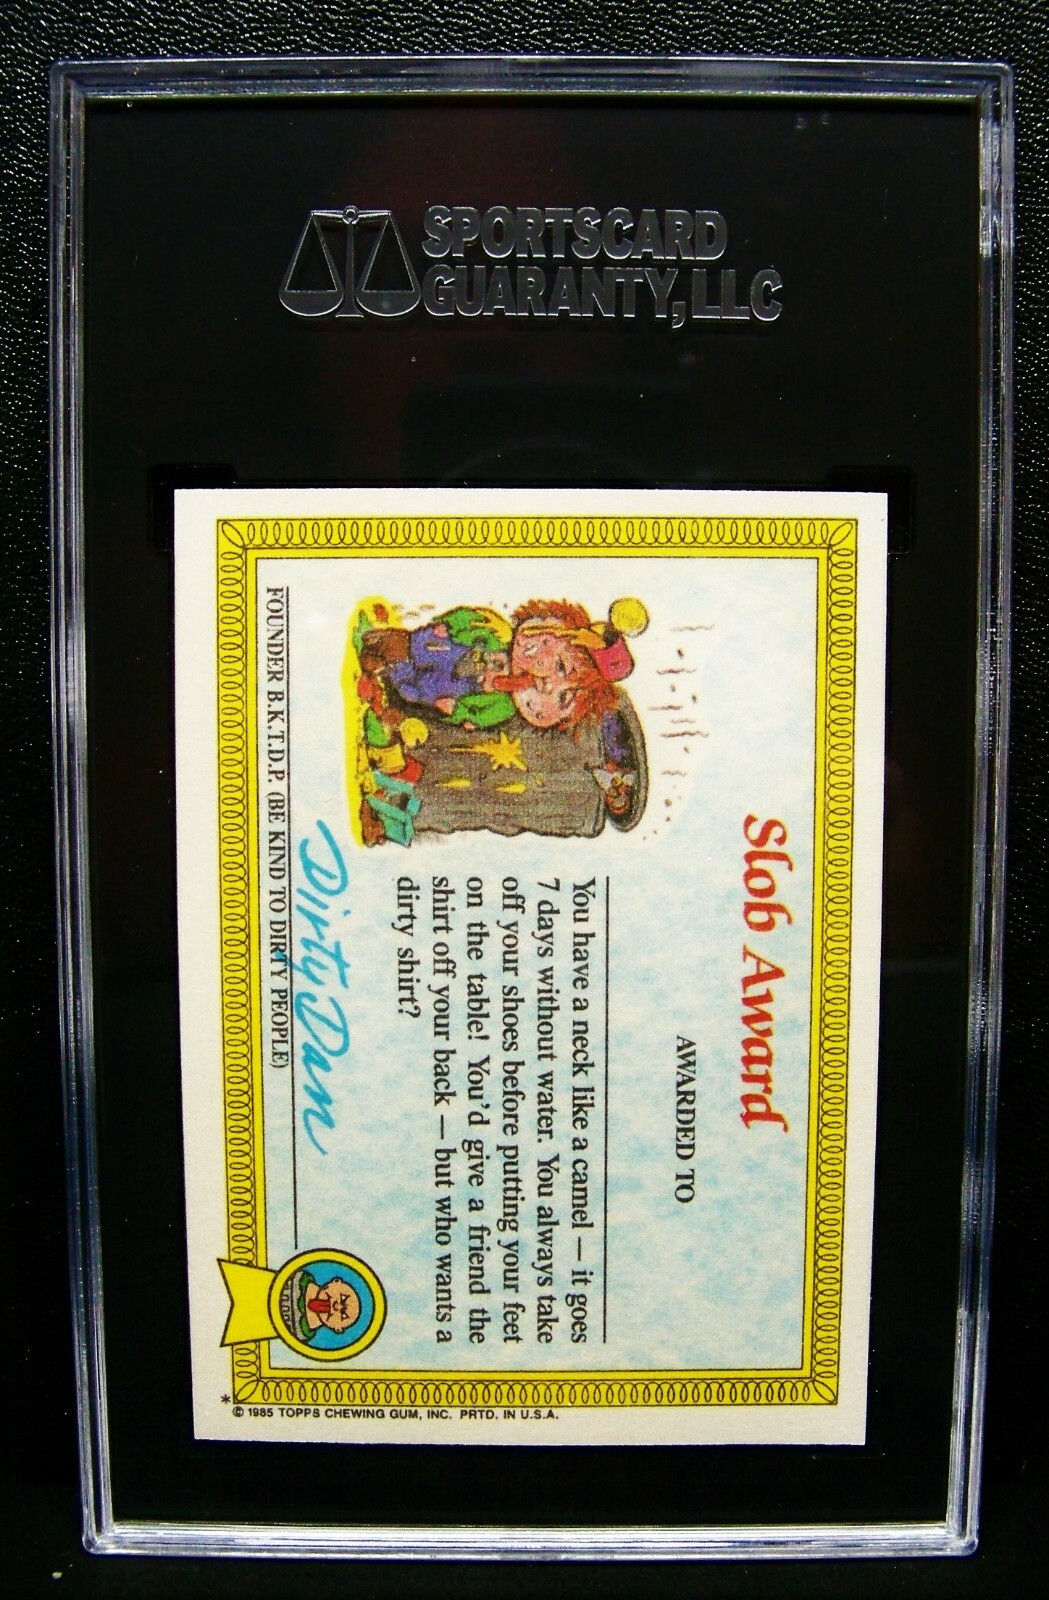 SPORTSCARD
GUARANTY, LLC
Slob Award
AWARDED TO
You have a neck like a camel — it goes
7 days without water. You always take
off your shoes before putting your feet
on the table! You'd give a friend the
shirt off your back — but who wants a
dirty shirt?
Dirty Dan
FOUNDER B.K.T.D.P. (BE KIND TO DIRTY PEOPLE)
* © 1985 TOPPS CHEWING GUM, INC. PRTD. IN U.S.A.